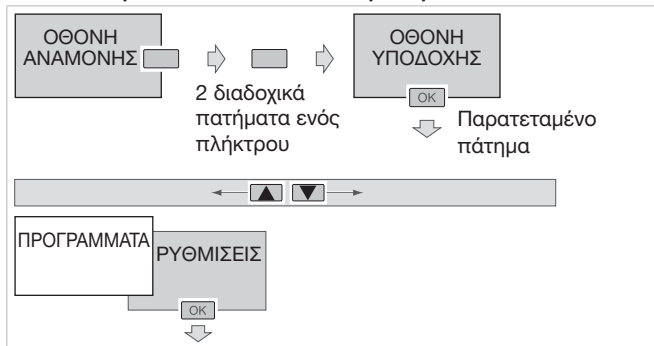 ΟΘΟΝΗ
ΑΝΑΜΟΝΗΣ
2 διαδοχικά
πατήματα ενός
πλήκτρου
ΟΘΟΝΗ
ΥΠΟΔΟΧΗΣ
OK
Παρατεταμένο
πάτημα
ΠΡΟΓΡΑΜΜΑΤΑ
ΡΥΘΜΙΣΕΙΣ
OK